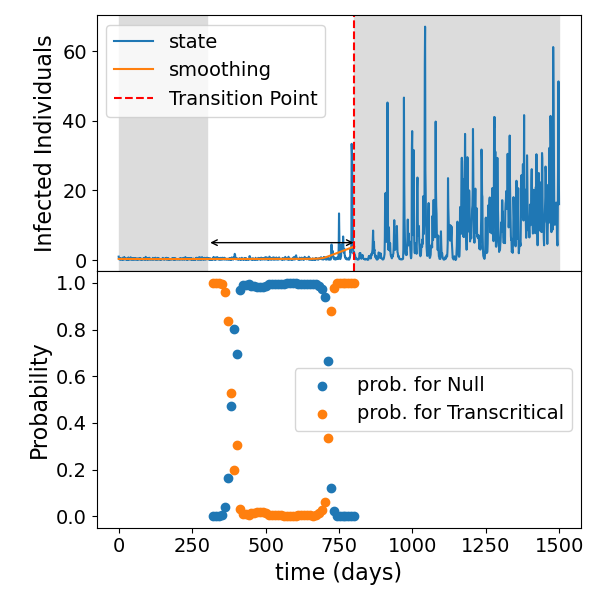 Infected Individuals
60
40
20
0
state
smoothing
Transition Point
Probability
1.0
0.8
0.6
0.4
0.2
0.0
prob. for Null
prob. for Transcritical
0 250 500 750 1000 1250 1500
time (days)